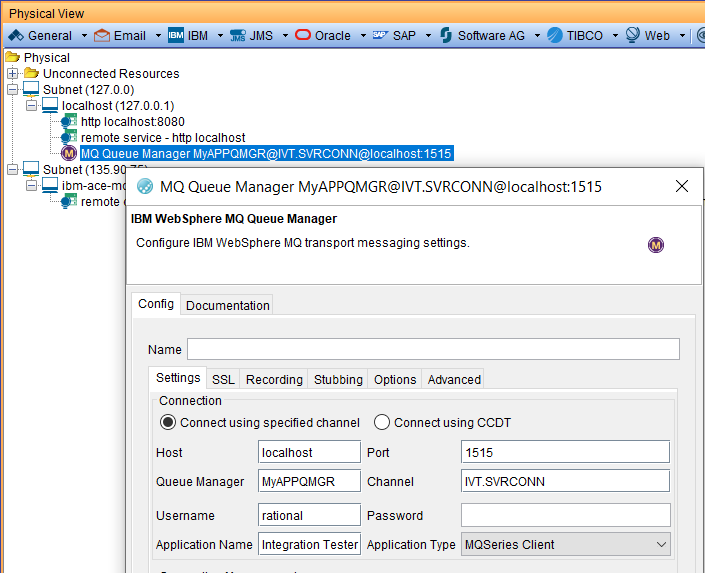 Physical View
General Email IBM IBM JMS JMS Oracle SAP SAP Software AG TIBCO Web
Physical
Unconnected Resources
Subnet (127.0.0)
localhost (127.0.0.1)
http localhost:8080
remote service - http localhost
M MQ Queue Manager MyAPPQMGR@IVT.SVRCONN@localhost:1515
Subnet (135.90.75)
ibm-ace-mc
remote c
MQ Queue Manager MyAPPQMGR@IVT.SVRCONN@localhost:1515
IBM WebSphere MQ Queue Manager
Configure IBM WebSphere MQ transport messaging settings.
M
Config Documentation
Name
Settings SSL Recording Stubbing Options Advanced
Connection
Connect using specified channel Connect using CCDT
Host localhost Port 1515
Queue Manager MyAPPQMGR Channel IVT.SVRCONN
Username rational Password
Application Name Integration Tester Application Type MQSeries Client